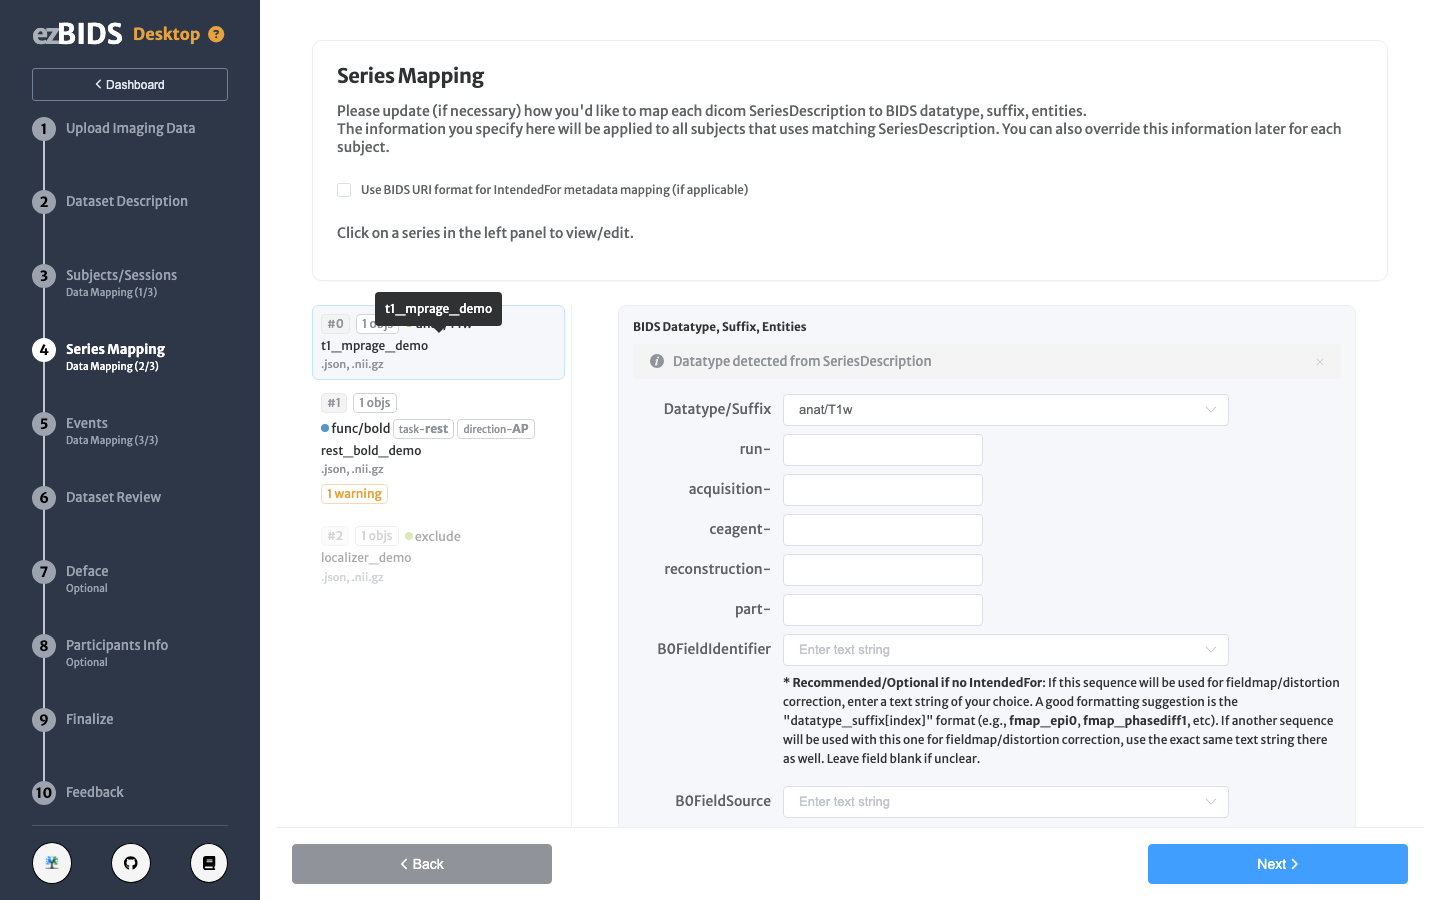 ezBIDS Desktop ?
Dashboard
1 Upload Imaging Data
2 Dataset Description
3 Subjects/Sessions
Data Mapping (1/3)
4 Series Mapping
Data Mapping (2/3)
5 Events
Data Mapping (3/3)
6 Dataset Review
7 Deface
Optional
8 Participants Info
Optional
9 Finalize
10 Feedback
Series Mapping
Please update (if necessary) how you'd like to map each dicom SeriesDescription to BIDS datatype, suffix, entities.
The information you specify here will be applied to all subjects that uses matching SeriesDescription. You can also override this information later for each
subject.
Use BIDS URI format for IntendedFor metadata mapping (if applicable)
Click on a series in the left panel to view/edit.
t1_mprage_demo
#0 1 objs
t1_mprage_demo
.json, .nii.gz
#1 1 objs
func/bold task-rest direction-AP
rest_bold_demo
.json, .nii.gz
1 warning
#2 1 objs exclude
localizer_demo
.json, .nii.gz
BIDS Datatype, Suffix, Entities
Datatype detected from SeriesDescription
Datatype/Suffix anat/T1w
run-
acquisition-
ceagent-
reconstruction-
part-
B0FieldIdentifier Enter text string
* Recommended/Optional if no IntendedFor: If this sequence will be used for fieldmap/distortion
correction, enter a text string of your choice. A good formatting suggestion is the
"datatype_suffix[index]" format (e.g., fmap_epi0, fmap_phasediff1, etc). If another sequence
will be used with this one for fieldmap/distortion correction, use the exact same text string there
as well. Leave field blank if unclear.
B0FieldSource Enter text string
Back
Next